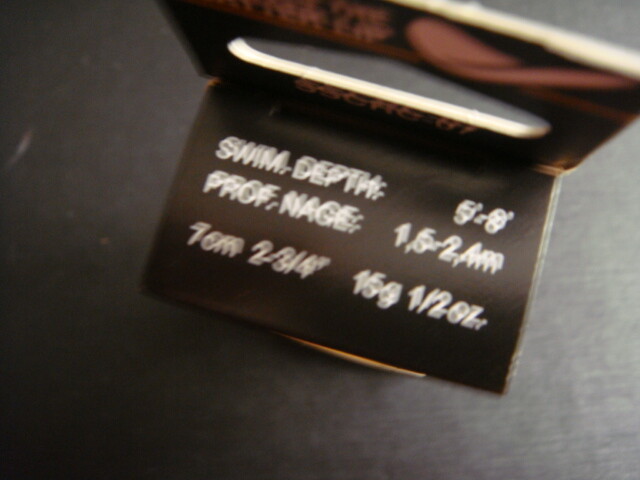 SWIM. DEPTH: 5'-8'
PROF. NAGE: 1,5-2,4m
7cm 2-3/4" 15g 1/2oz.